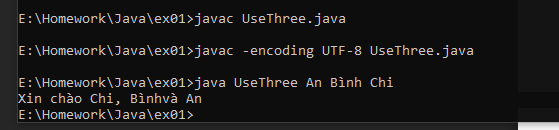 E:\Homework\Java\ex01>javac UseThree.java
E:\Homework\Java\ex01>javac -encoding UTF-8 UseThree.java
E:\Homework\Java\ex01>java UseThree An Bình Chi
Xin chào Chi, Bìnhvà An
E:\Homework\Java\ex01>